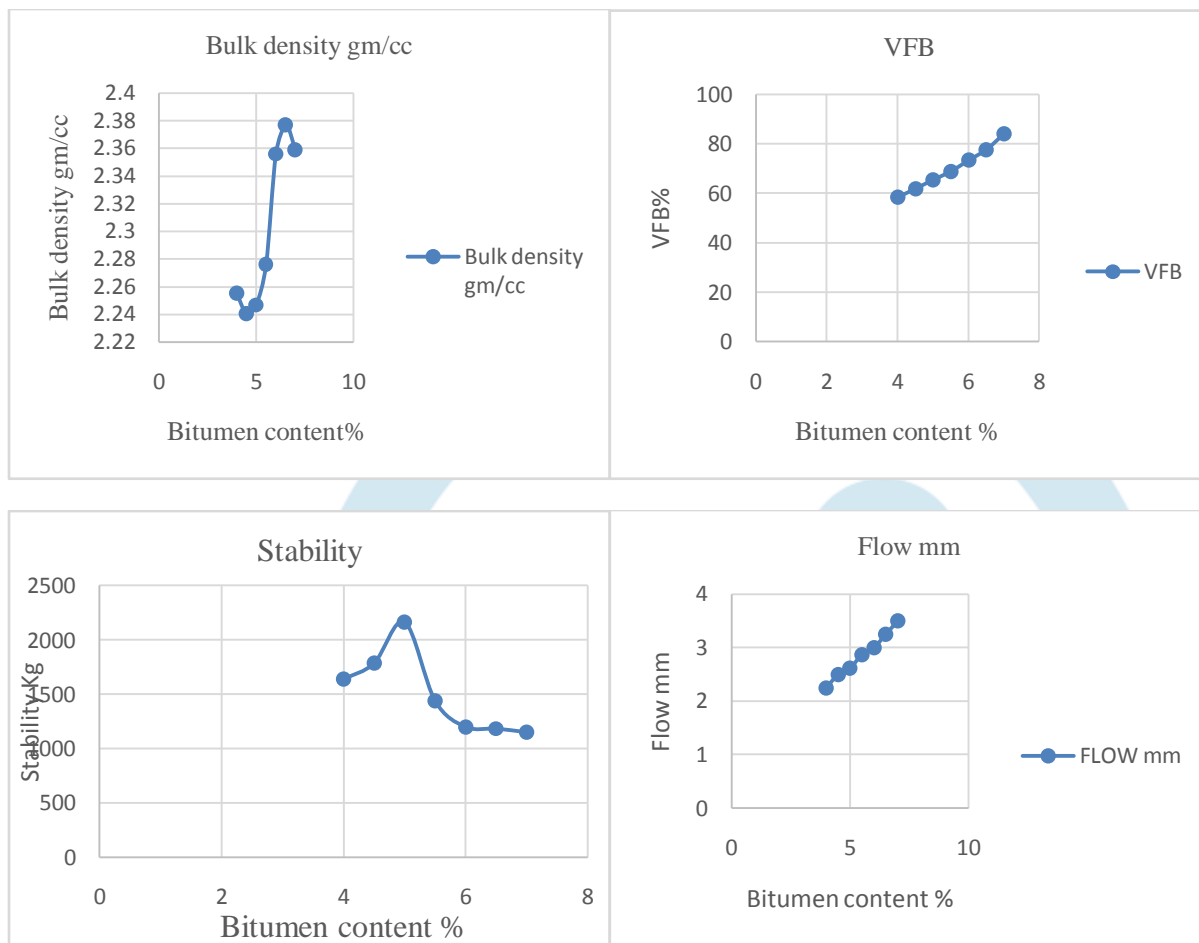 Bulk density gm/cc
Bulk density gm/cc
2.4
2.38
2.36
2.34
2.33
2.28
2.26
2.24
2.22
0 5 10
Bitumen content%
Bulk density
gm/cc
VFB
VFB%
100
80
60
40
20
0
0 2 4 6 8
Bitumen content %
VFB
Stability
Stability Kg
2500
2000
1500
1000
500
0
0 2 4 6 8
Bitumen content %
Flow mm
Flow mm
4
3
2
1
0
0 5 10
Bitumen content %
FLOW mm